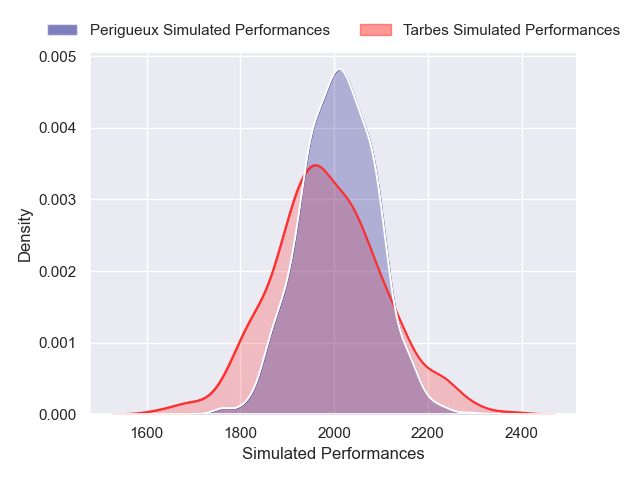 Perigueux Simulated Performances Tarbes Simulated Performances
0.005
0.004
0.003
0.002
0.001
0.000
Density
1600 1800 2000 2200 2400
Simulated Performances